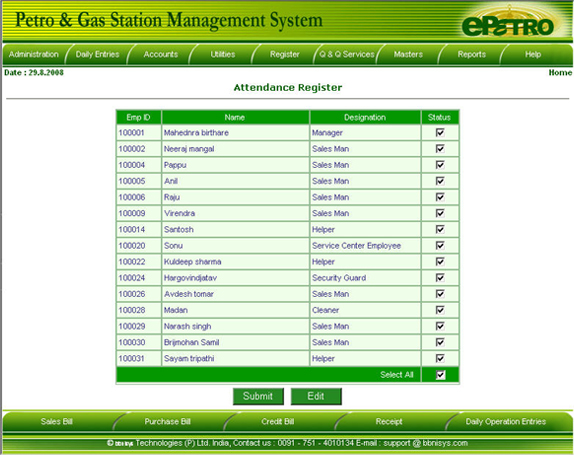 Petro & Gas Station Management System
ePetro
Administration Daily Entries Accounts Utilities Register Q & Q Services Masters Reports Help
Date : 29.8.2008 Home
Attendance Register
Emp ID Name Designation Status
100001 Mahednra birthare Manager
100002 Neeraj mangal Sales Man
100004 Pappu Sales Man
100005 Anil Sales Man
100006 Raju Sales Man
100009 Virendra Sales Man
100014 Santosh Helper
100020 Sonu Service Center Employee
100022 Kuldeep sharma Helper
100024 Hargovindjatav Security Guard
100026 Avdesh tomar Sales Man
100028 Madan Cleaner
100029 Narash singh Sales Man
100030 Brijmohan Samil Sales Man
100031 Sayam tripathi Helper
Select All
Submit Edit
Sales Bill Purchase Bill Credit Bill Receipt Daily Operation Entries
© bbnisys Technologies (P) Ltd. India, Contact us : 0091 - 751 - 4010134 E-mail : support @ bbnisys.com